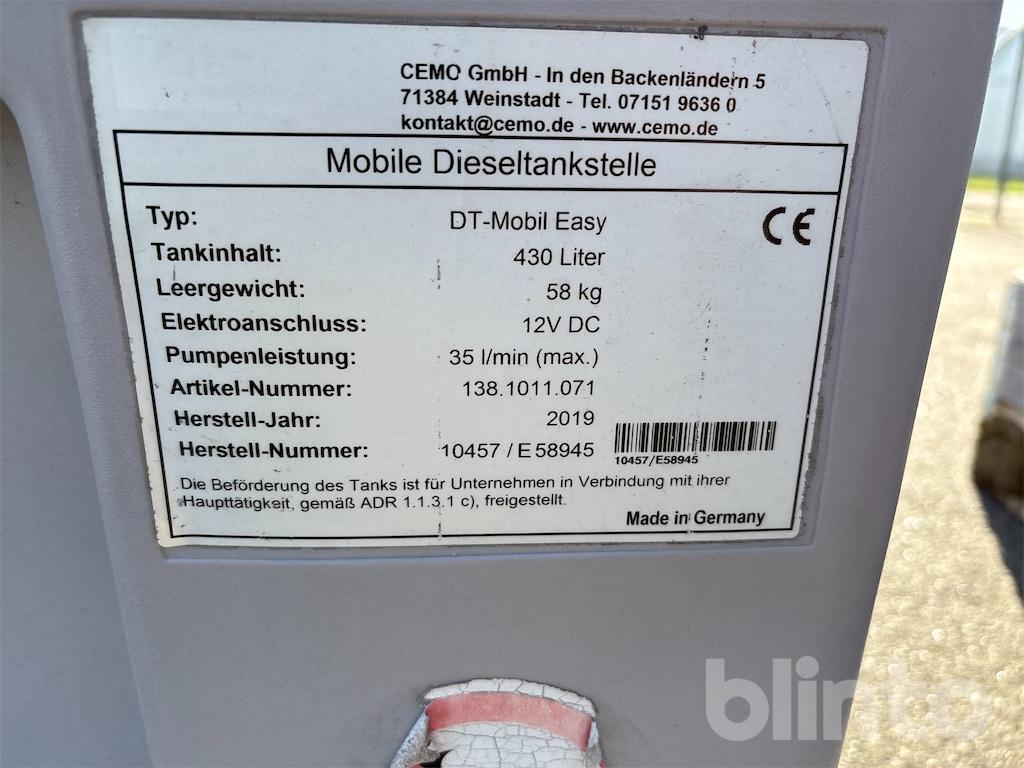 CEMO GmbH - In den Backenländern 5
71384 Weinstadt - Tel. 07151 9636 0
kontakt@cemo.de - www.cemo.de
Mobile Dieseltankstelle
Typ: DT-Mobil Easy
CE
Tankinhalt: 430 Liter
Leergewicht: 58 kg
Elektroanschluss: 12V DC
Pumpenleistung: 35 l/min (max.)
Artikel-Nummer: 138.1011.071
Herstell-Jahr: 2019
Herstell-Nummer: 10457 / E 58945
10457/E58945
Die Beförderung des Tanks ist für Unternehmen in Verbindung mit ihrer
Haupttätigkeit, gemäß ADR 1.1.3.1 c), freigestellt.
Made in Germany
blinto